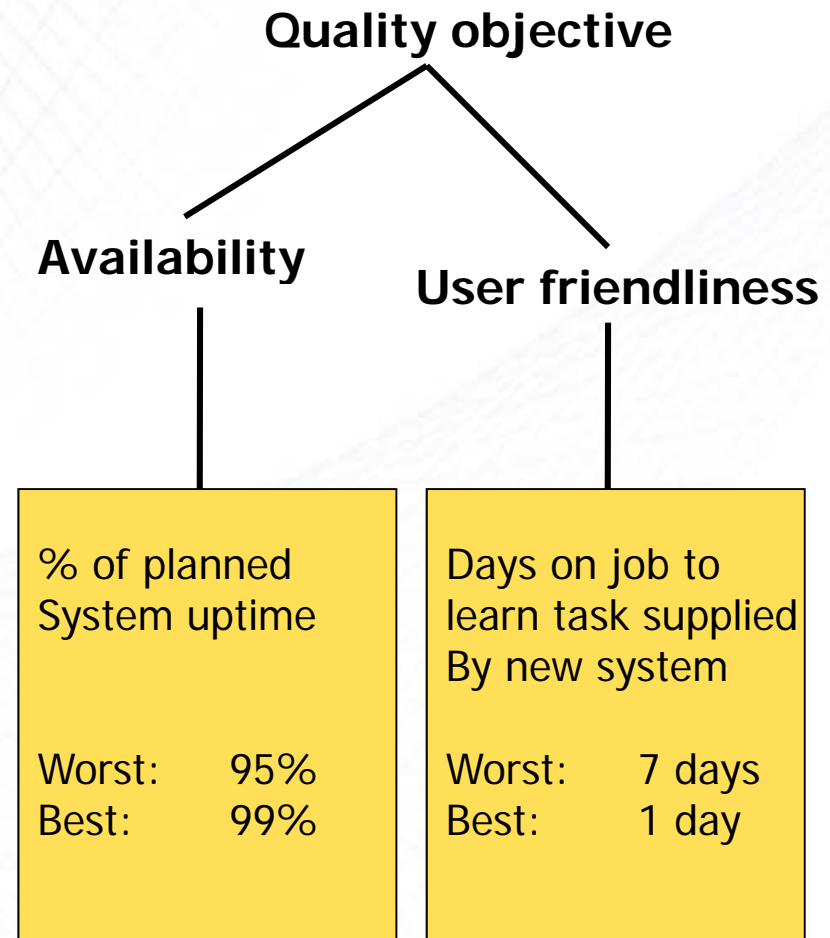 Quality objective
Availability
User friendliness
% of planned
System uptime
Worst: 95%
Best: 99%
Days on job to
learn task supplied
By new system
Worst: 7 days
Best: 1 day